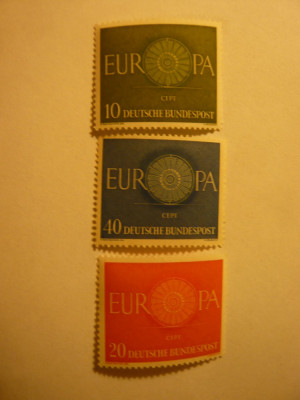 EUROPA
CEPT
10 DEUTSCHE BUNDESPOST
EUROPA
CEPT
40 DEUTSCHE BUNDESPOST
EUROPA
CEPT
20 DEUTSCHE BUNDESPOST